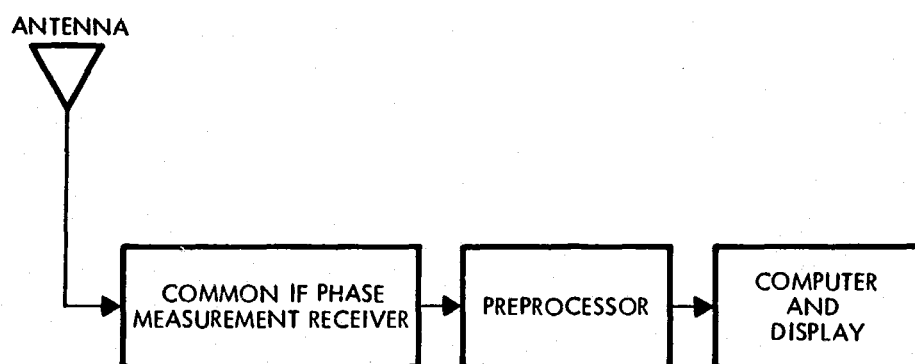 ANTENNA
COMMON IF PHASE
MEASUREMENT RECEIVER
PREPROCESSOR
COMPUTER
AND
DISPLAY